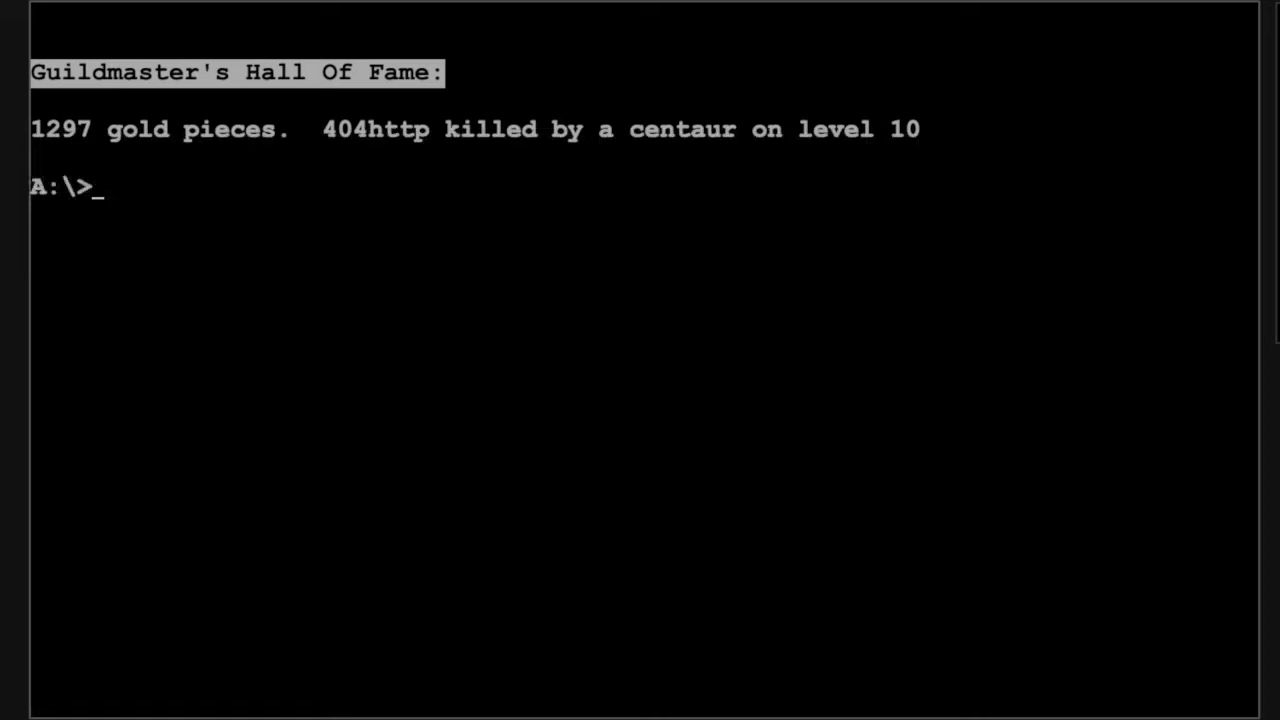 Guildmaster's Hall Of Fame:
1297 gold pieces.  404http killed by a centaur on level 10
A:\>_